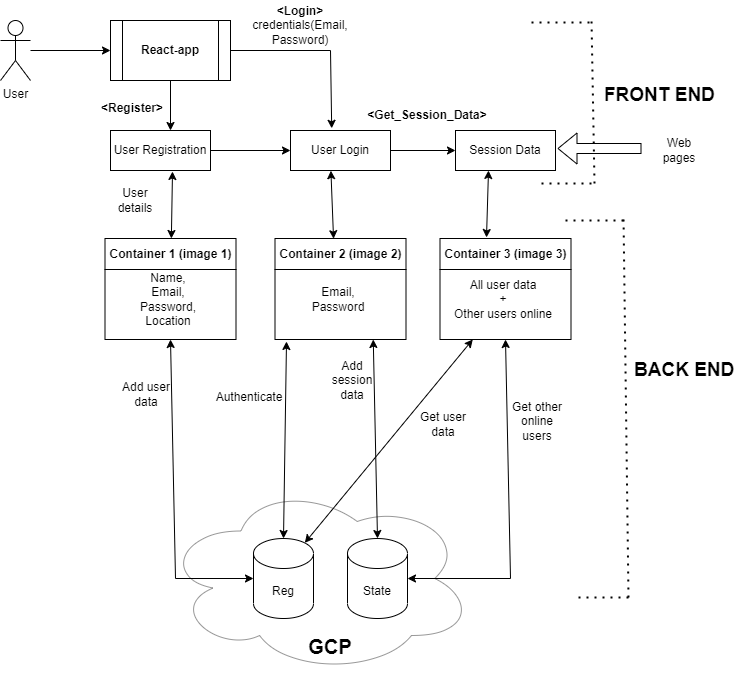 <Login>
credentials(Email,
Password)
React-app
User
FRONT END
<Register>
<Get_Session_Data>
User Registration
User Login
Session Data
Web
pages
User
details
Container 1 (image 1)
Name,
Email,
Password,
Location
Container 2 (image 2)
Email,
Password
Container 3 (image 3)
All user data
+
Other users online
BACK END
Add user
data
Authenticate
Add
session
data
Get user
data
Get other
online
users
Reg
State
GCP